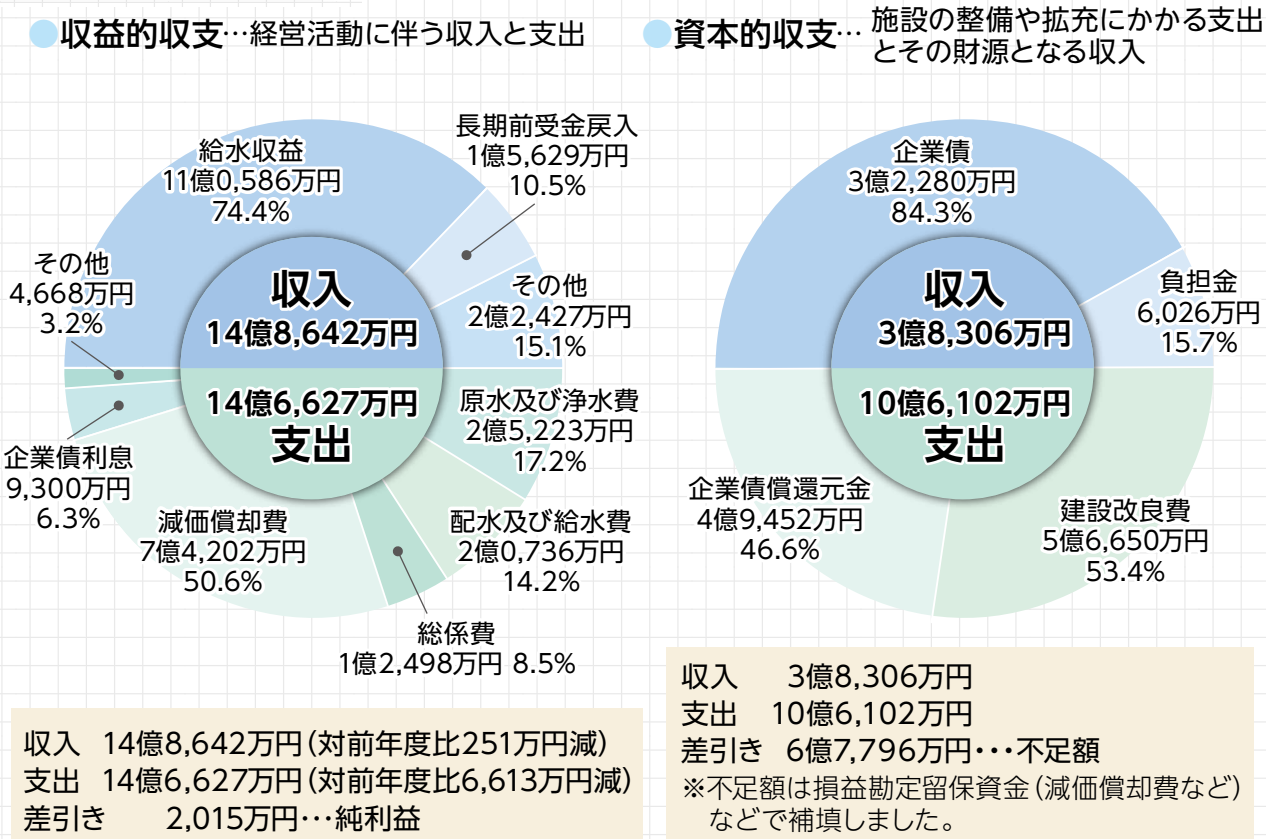 収益的収支…経営活動に伴う収入と支出
給水収益
11億0,586万円
74.4%
長期前受金戻入
1億5,629万円
10.5%
その他
2億2,427万円
15.1%
収入
14億8,642万円
14億6,627万円
支出
その他
4,668万円
3.2%
企業債利息
9,300万円
6.3%
減価償却費
7億4,202万円
50.6%
総係費
1億2,498万円 8.5%
配水及び給水費
2億0,736万円
14.2%
原水及び浄水費
2億5,223万円
17.2%
収入 14億8,642万円(対前年度比251万円減)
支出 14億6,627万円(対前年度比6,613万円減)
差引き 2,015万円…純利益
資本的収支…施設の整備や拡充にかかる支出
とその財源となる収入
企業債
3億2,280万円
84.3%
負担金
6,026万円
15.7%
収入
3億8,306万円
10億6,102万円
支出
企業債償還元金
4億9,452万円
46.6%
建設改良費
5億6,650万円
53.4%
収入 3億8,306万円
支出 10億6,102万円
差引き 6億7,796万円・・・不足額
※不足額は損益勘定留保資金(減価償却費など)
などで補填しました。